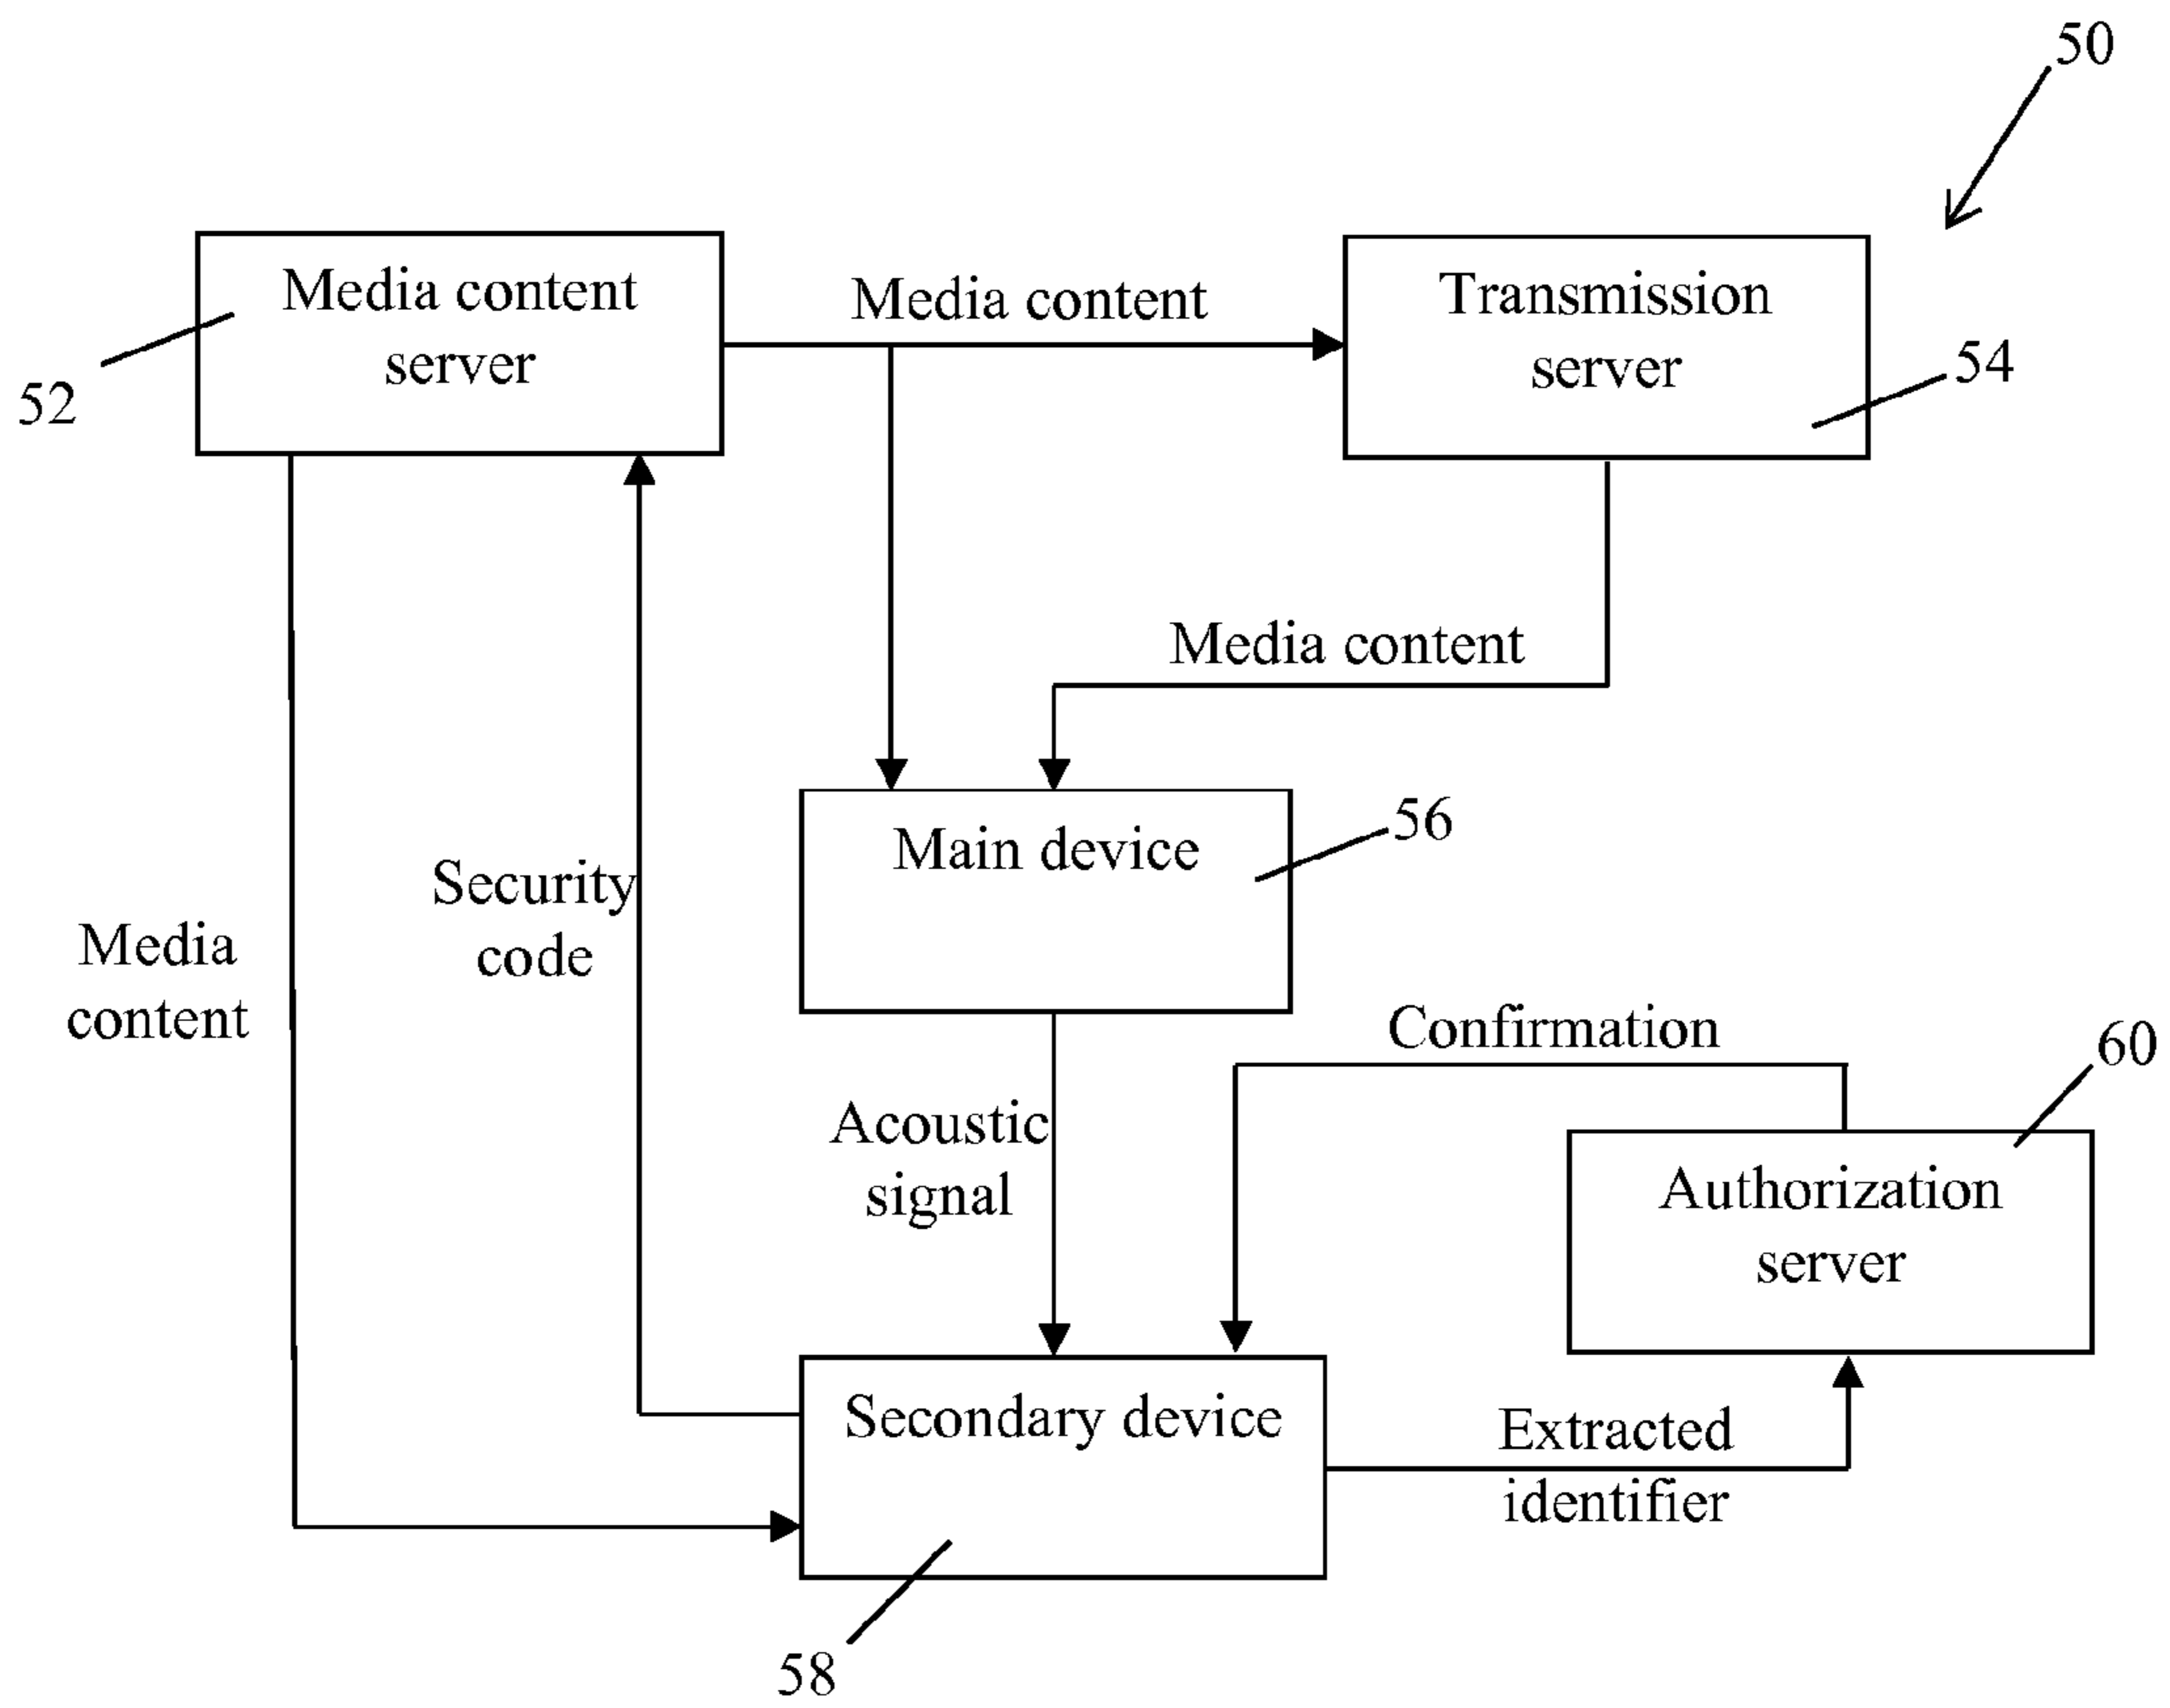 50
Media content
server
52
Media content
Transmission
server
54
Media content
Main device
56
Security
code
Media
content
Acoustic
signal
Confirmation
60
Authorization
server
Secondary device
Extracted
identifier
58